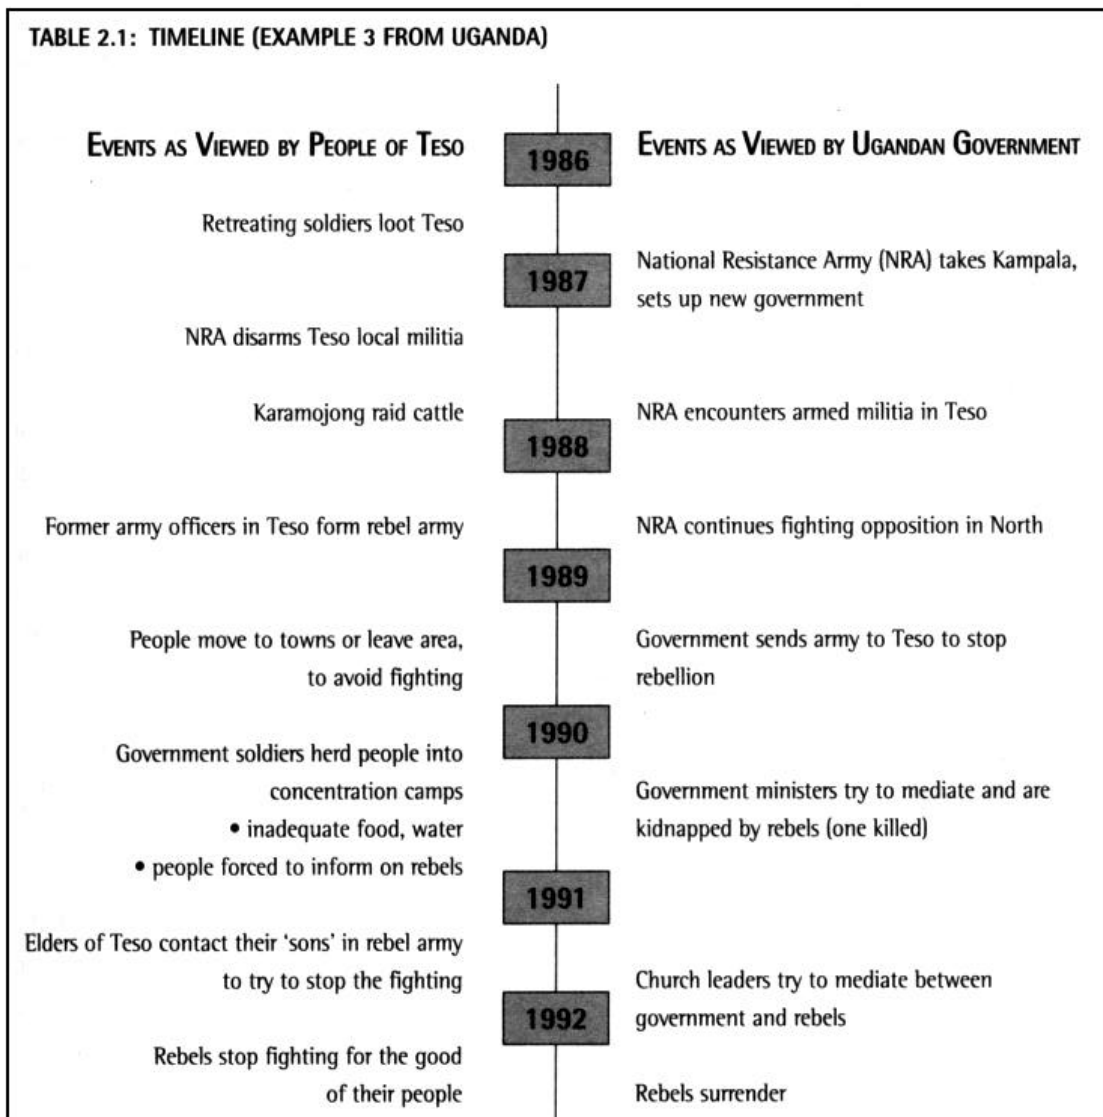 TABLE 2.1: TIMELINE (EXAMPLE 3 FROM UGANDA)
EVENTS AS VIEWED BY PEOPLE OF TESO
1986
EVENTS AS VIEWED BY UGANDAN GOVERNMENT
Retreating soldiers loot Teso
1987
National Resistance Army (NRA) takes Kampala,
sets up new government
NRA disarms Teso local militia
Karamojong raid cattle
NRA encounters armed militia in Teso
1988
Former army officers in Teso form rebel army
NRA continues fighting opposition in North
1989
People move to towns or leave area,
to avoid fighting
Government sends army to Teso to stop
rebellion
1990
Government soldiers herd people into
concentration camps
• inadequate food, water
• people forced to inform on rebels
Government ministers try to mediate and are
kidnapped by rebels (one killed)
1991
Elders of Teso contact their ‘sons’ in rebel army
to try to stop the fighting
Church leaders try to mediate between
government and rebels
1992
Rebels stop fighting for the good
of their people
Rebels surrender